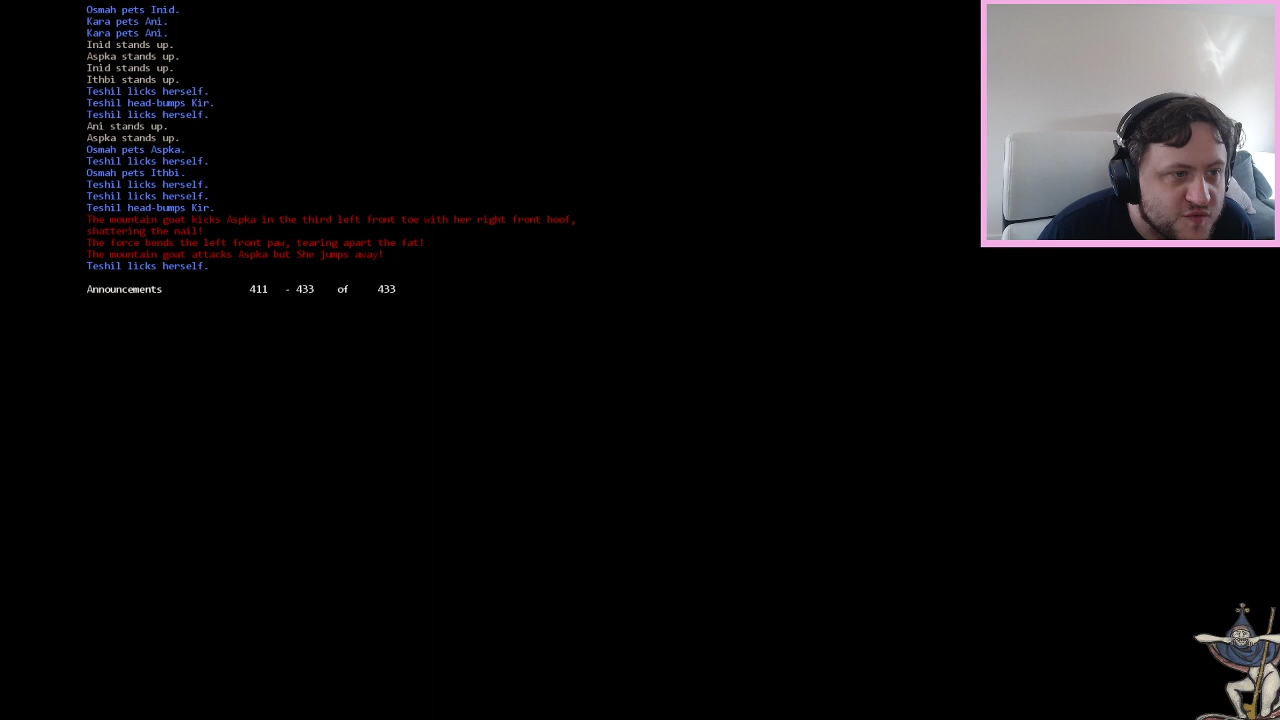 Osmah pets Inid.
Kara pets Ani.
Kara pets Ani.
Inid stands up.
Aspka stands up.
Inid stands up.
Ithbi stands up.
Teshil licks herself.
Teshil head-bumps Kir.
Teshil licks herself.
Ani stands up.
Aspka stands up.
Osmah pets Aspka.
Teshil licks herself.
Osmah pets Ithbi.
Teshil licks herself.
Teshil licks herself.
Teshil head-bumps Kir.
The mountain goat kicks Aspka in the third left front toe with her right front hoof,
shattering the nail!
The force bends the left front paw, tearing apart the fat!
The mountain goat attacks Aspka but She jumps away!
Teshil licks herself.
Announcements 411 - 433 of 433